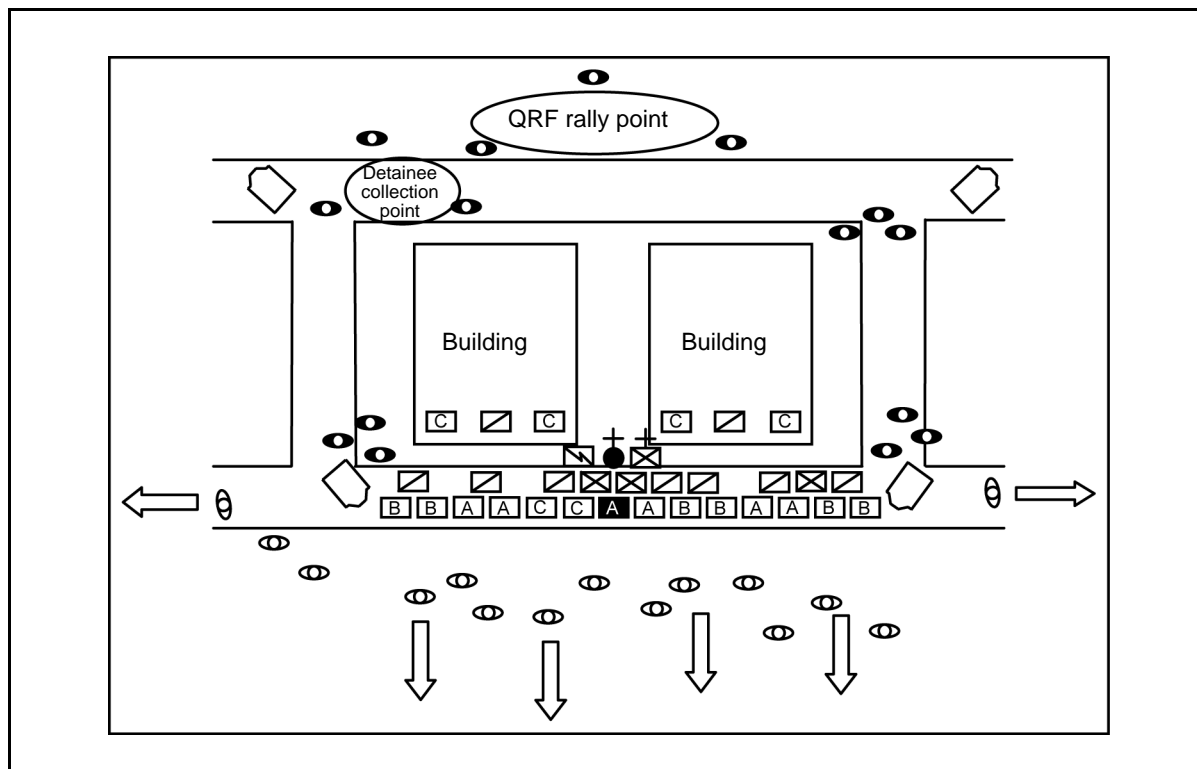 QRF rally point
Detainee
collection
point
Building
Building
C
C
C
C
B B A A C C A A B B A A B B